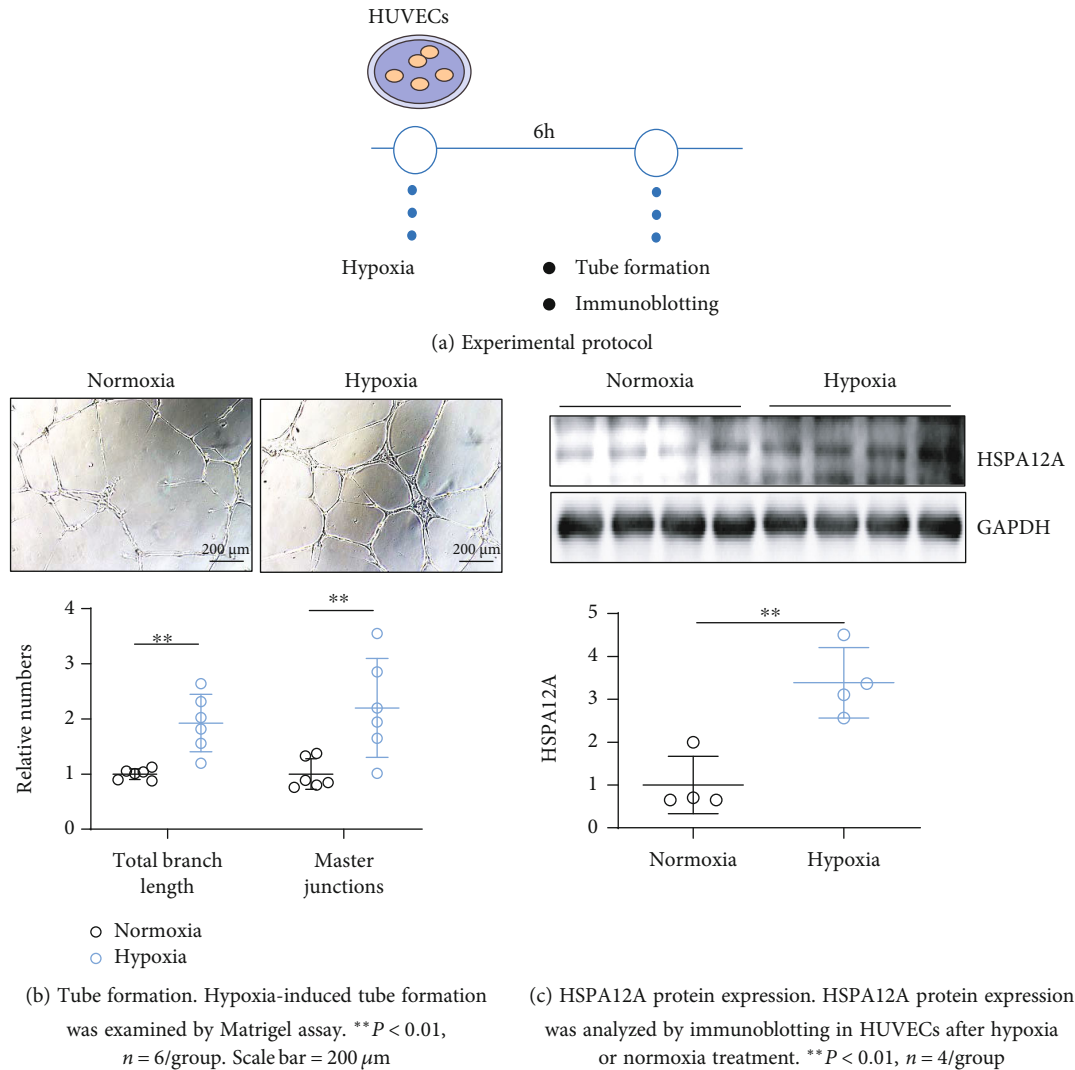 HUVECs
6h
Hypoxia
● Tube formation
● Immunoblotting
(a) Experimental protocol
Normoxia
Hypoxia
200 μm
200 μm
4
3
2
1
0
Relative numbers
**
**
Total branch
length
Master
junctions
Normoxia
Hypoxia
(b) Tube formation. Hypoxia-induced tube formation
was examined by Matrigel assay. **P < 0.01,
n = 6/group. Scale bar = 200 μm
Normoxia
Hypoxia
HSPA12A
GAPDH
5
4
3
2
1
0
HSPA12A
**
Normoxia
Hypoxia
(c) HSPA12A protein expression. HSPA12A protein expression
was analyzed by immunoblotting in HUVECs after hypoxia
or normoxia treatment. **P < 0.01, n = 4/group